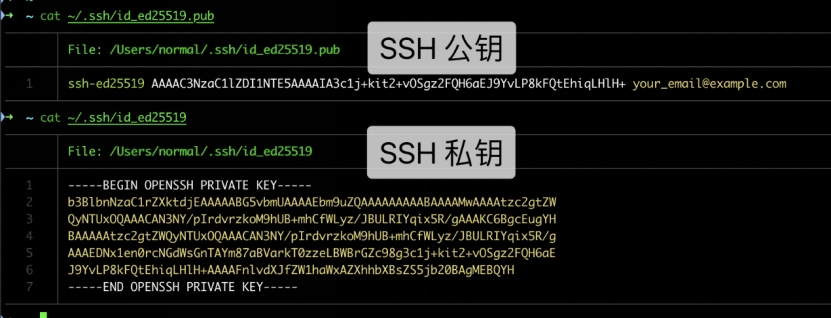 ~ cat ~/.ssh/id_ed25519.pub
File: /Users/normal/.ssh/id_ed25519.pub
SSH 公钥
1 ssh-ed25519 AAAAC3NzaC1lZDI1NTE5AAAAIA3c1j+kit2+vOSgz2FQH6aEJ9YvLP8kFQtEhiqLHlH+ your_email@example.com
~ cat ~/.ssh/id_ed25519
File: /Users/normal/.ssh/id_ed25519
SSH 私钥
1 -----BEGIN OPENSSH PRIVATE KEY-----
2 b3BlbnNzaC1rZXktdjEAAAAABG5vbmUAAAAEbm9uZQAAAAAAAAABAAAAMwAAAAtzc2gtZW
3 QyNTUxOQAAACAN3NY/pIrdvrzkoM9hUB+mhCfWLyz/JBULRIYqix5R/gAAAKC6BgcEugYH
4 BAAAAAtzc2gtZWQyNTUxOQAAACAN3NY/pIrdvrzkoM9hUB+mhCfWLyz/JBULRIYqix5R/g
5 AAAEDNx1en0rcNGdWsGnTAYm87aBVarkT0zzeLBWBrGZc98g3c1j+kit2+vOSgz2FQH6aE
6 J9YvLP8kFQtEhiqLHlH+AAAAFnlvdXJfZW1haWxAZXhhbXBsZS5jb20BAgMEBQYH
7 -----END OPENSSH PRIVATE KEY-----